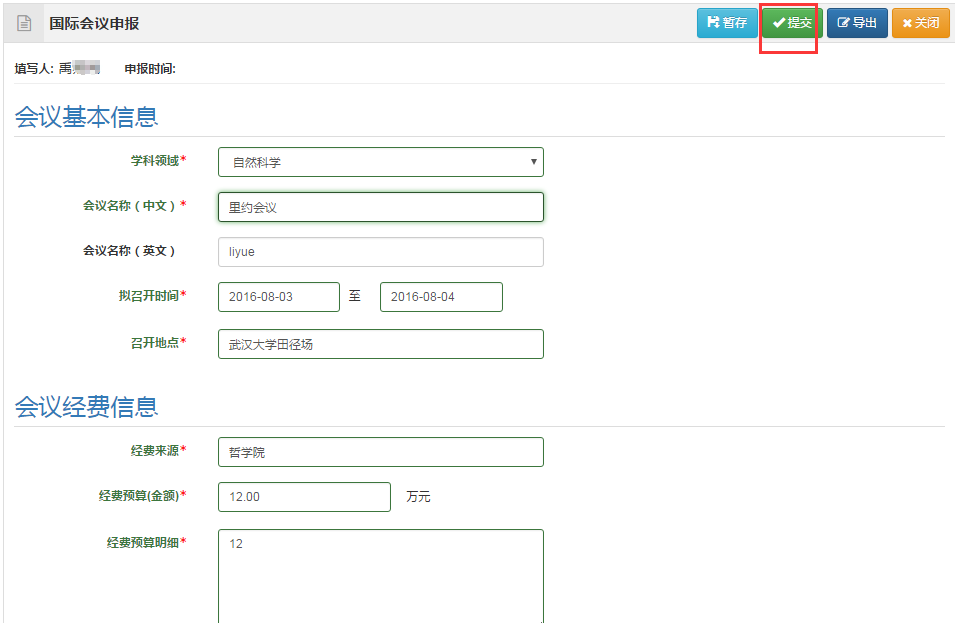 国际会议申报 暂存 提交 导出 关闭
填写人: 禹 申报时间:
会议基本信息
学科领域* 自然科学
会议名称（中文）* 里约会议
会议名称（英文） liyue
拟召开时间* 2016-08-03 至 2016-08-04
召开地点* 武汉大学田径场
会议经费信息
经费来源* 哲学院
经费预算(金额)* 12.00 万元
经费预算明细* 12